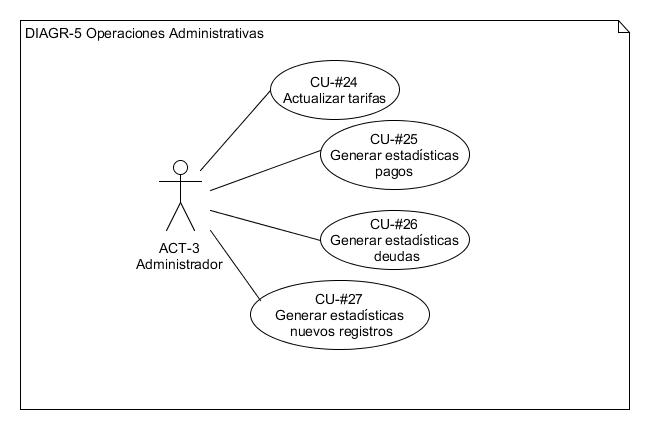 DIAGR-5 Operaciones Administrativas
CU-#24
Actualizar tarifas
CU-#25
Generar estadísticas
pagos
ACT-3
Administrador
CU-#26
Generar estadísticas
deudas
CU-#27
Generar estadísticas
nuevos registros